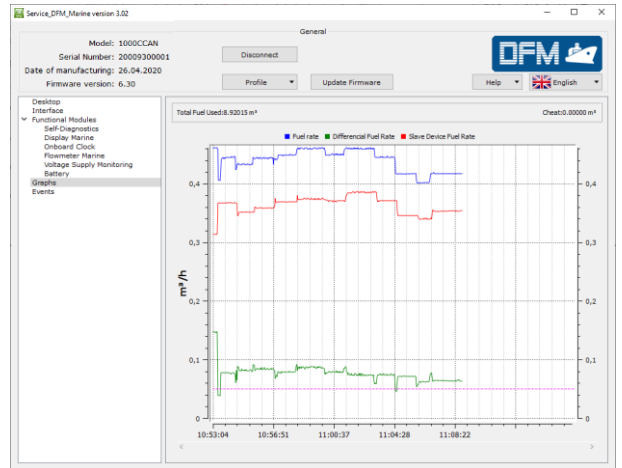 Service_DFM_Marine version 3.02
General
Model: 1000CCAN
Serial Number: 20009300001
Date of manufacturing: 26.04.2020
Firmware version: 6.30
Disconnect
Profile
Update Firmware
DFM
Help
English
Desktop
Interface
Functional Modules
Self-Diagnostics
Display Marine
Onboard Clock
Flowmeter Marine
Voltage Supply Monitoring
Battery
Graphs
Events
Total Fuel Used:8.92015 m³
Cheat:0.00000 m³
Fuel rate Differencial Fuel Rate Slave Device Fuel Rate
m³/h
0,4
0,3
0,2
0,1
0
0,4
0,3
0,2
0,1
0
10:53:04 10:56:51 11:00:37 11:04:28 11:08:22